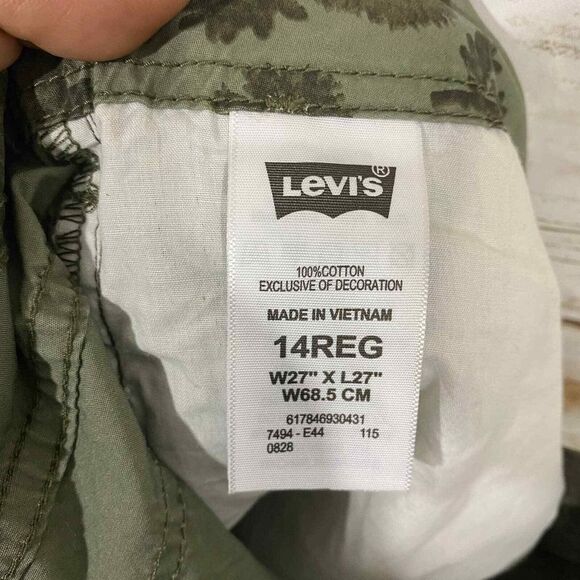 LEVI'S®
100%COTTON
EXCLUSIVE OF DECORATION
MADE IN VIETNAM
14REG
W27" X L27"
W68.5 CM
617846930431
7494 - E44 115
0828